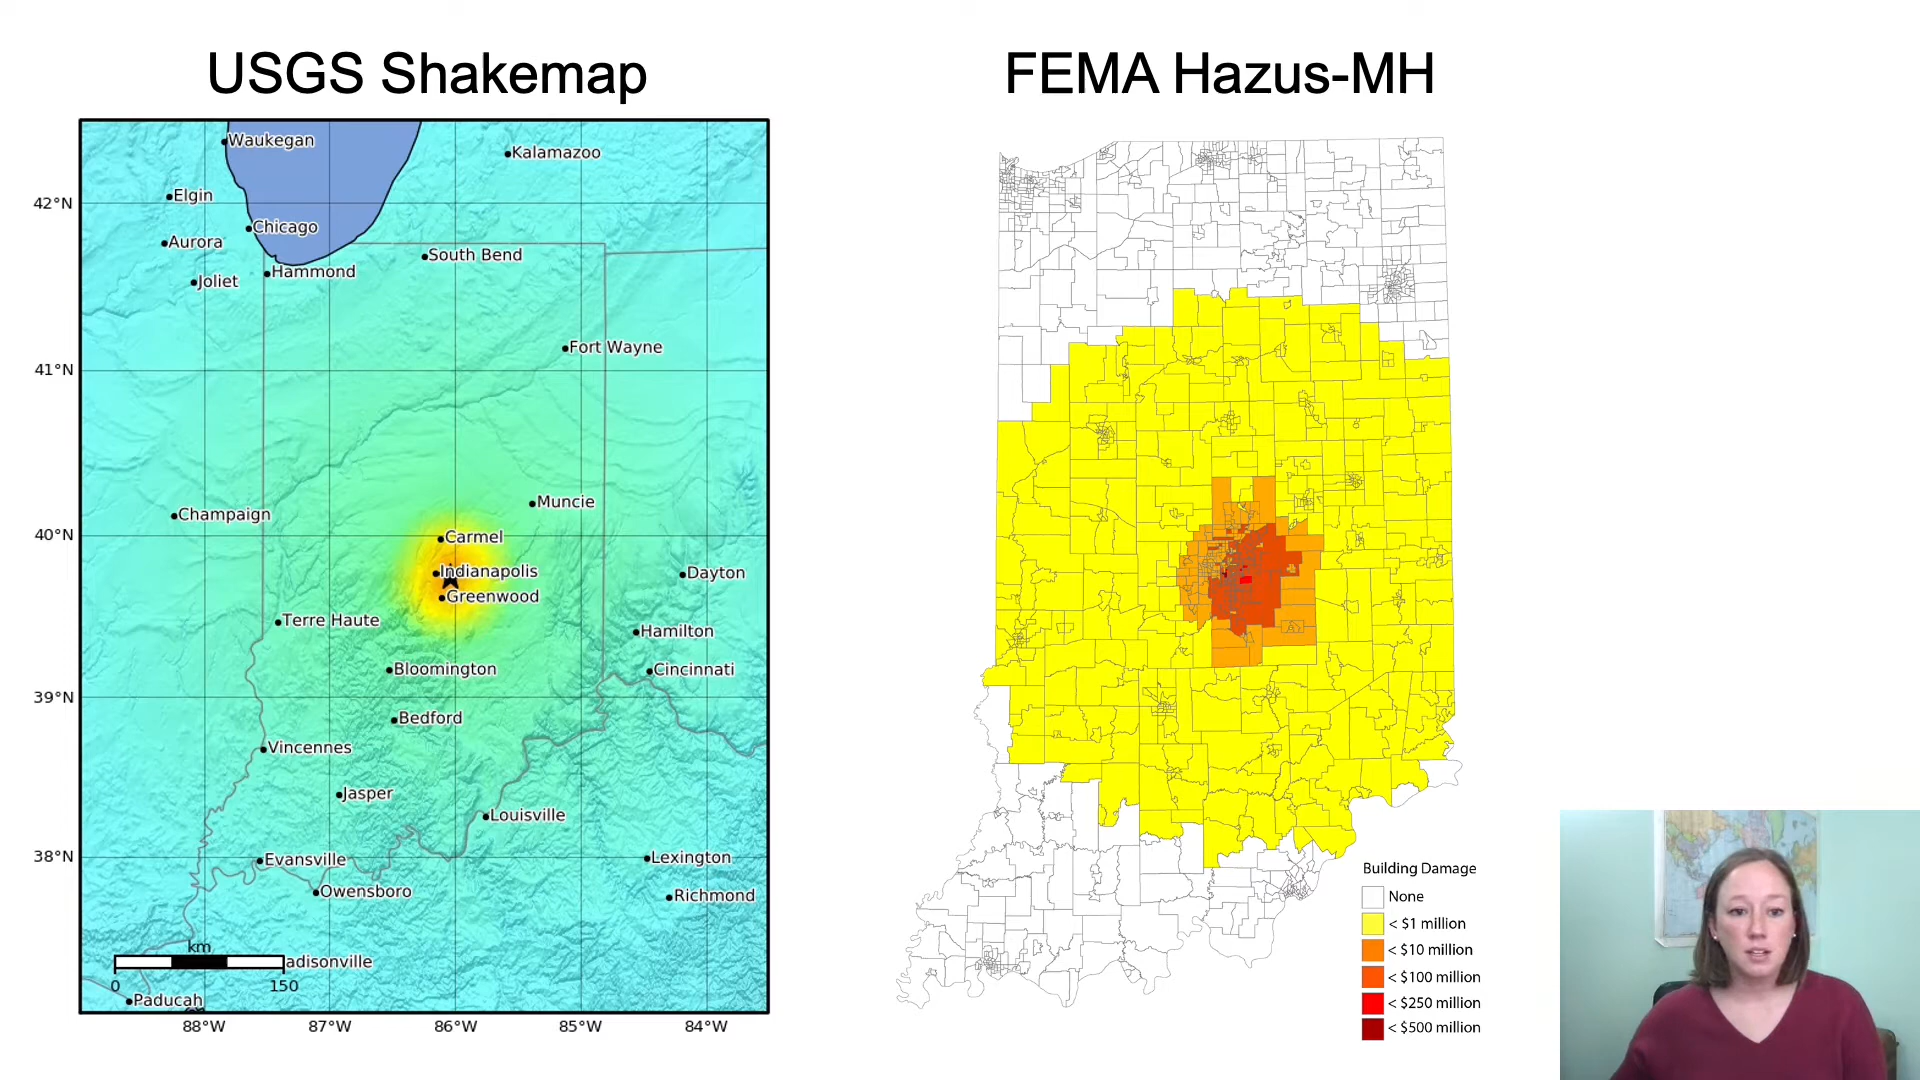 USGS Shakemap
FEMA Hazus-MH
Waukegan
Kalamazoo
Elgin
42°N
Chicago
Aurora
South Bend
Hammond
Joliet
Fort Wayne
41°N
Muncie
Champaign
40°N
Carmel
Indianapolis
Dayton
Greenwood
Terre Haute
Hamilton
Bloomington
Cincinnati
39°N
Bedford
Vincennes
Jasper
Louisville
38°N
Evansville
Lexington
Owensboro
Richmond
km
adisonville
0
150
Paducah
88°W
87°W
86°W
85°W
84°W
Building Damage
None
< $1 million
< $10 million
< $100 million
< $250 million
< $500 million